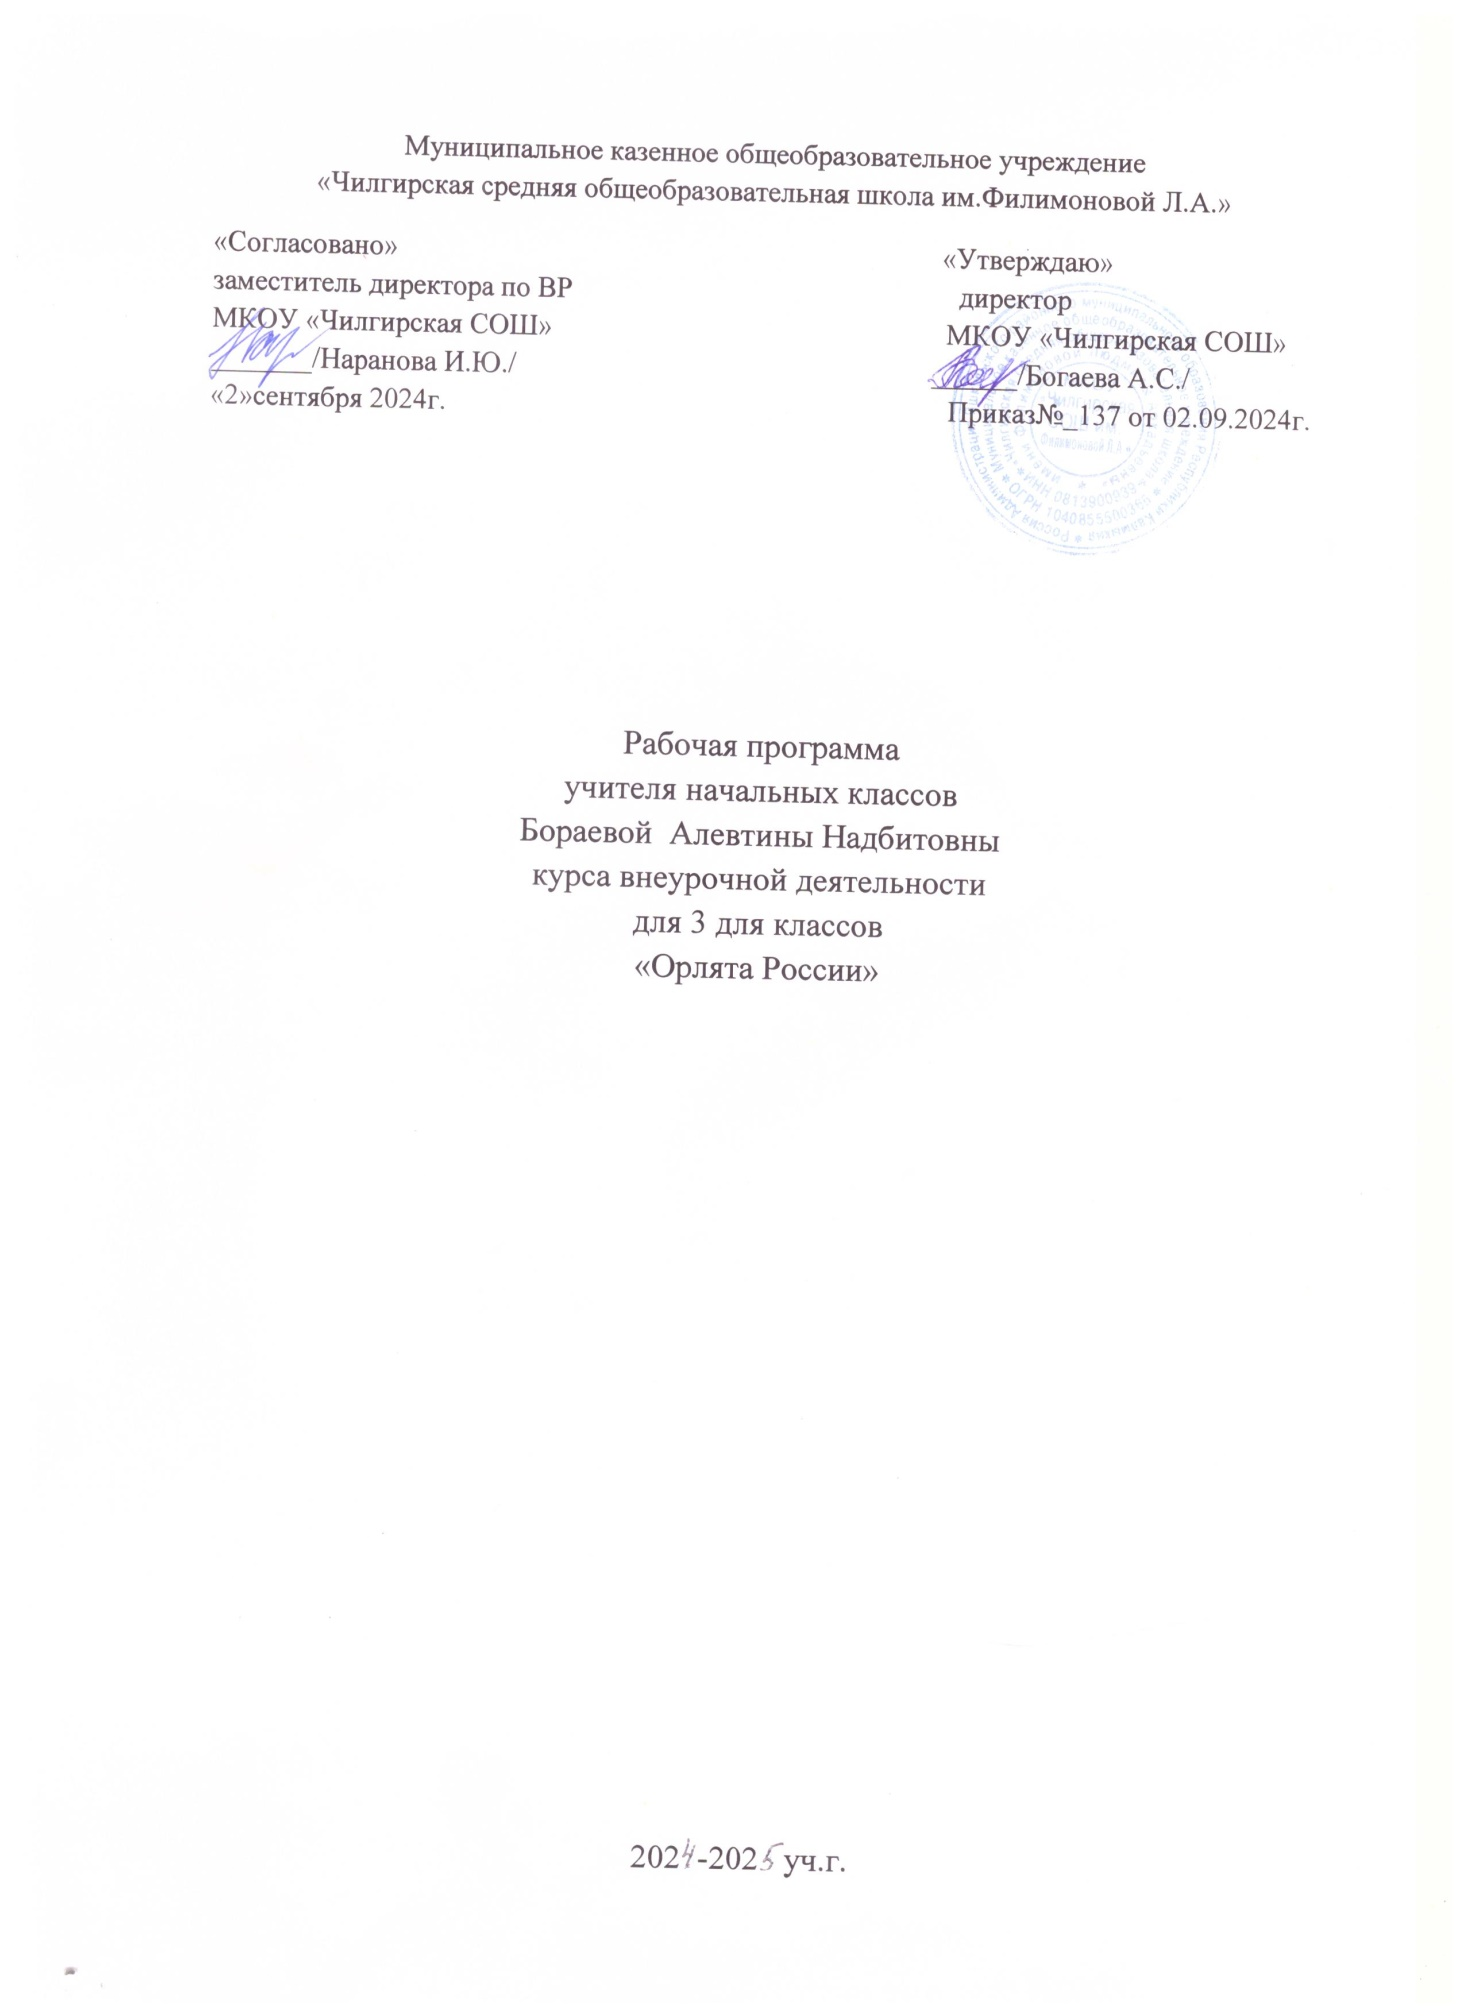 Муниципальное казенное общеобразовательное учреждение
«Чилгирская средняя общеобразовательная школа им.Филимоновой Л.А.»
«Согласовано»
заместитель директора по ВР
МКОУ «Чилгирская СОШ»
/Наранова И.Ю./
«2»сентября 2024г.
«Утверждаю»
директор
МКОУ «Чилгирская СОШ»
/Богаева А.С./
Приказ№_137 от 02.09.2024г.
Рабочая программа
учителя начальных классов
Бораевой Алевтины Надбитовны
курса внеурочной деятельности
для 3 для классов
«Орлята России»
2024-2025 уч.г.